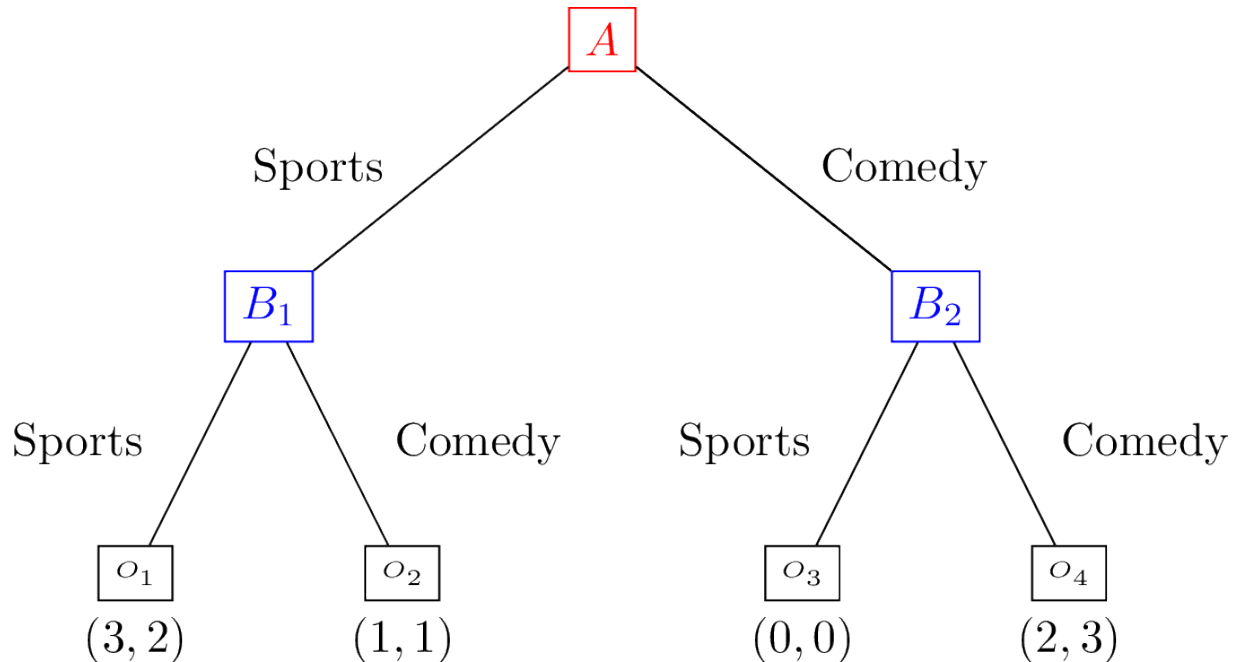 A
Sports Comedy
B₁ B₂
Sports Comedy Sports Comedy
o₁ o₂ o₃ o₄
(3, 2) (1, 1) (0, 0) (2, 3)